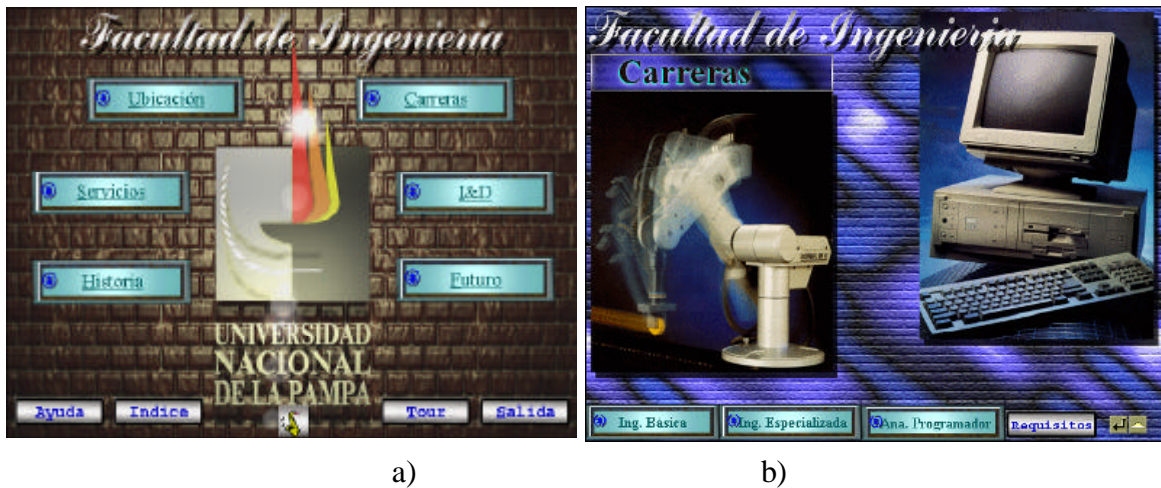 Facultad de Ingeniería
Ubicación
Carreras
Servicios
I&D
Historia
Futuro
UNIVERSIDAD
NACIONAL
DE LA PAMPA
Ayuda
Indice
Tour
Salida
a)
Facultad de Ingeniería
Carreras
Ing. Básica
Ing. Especializada
Ana. Programador
Requisitos
b)